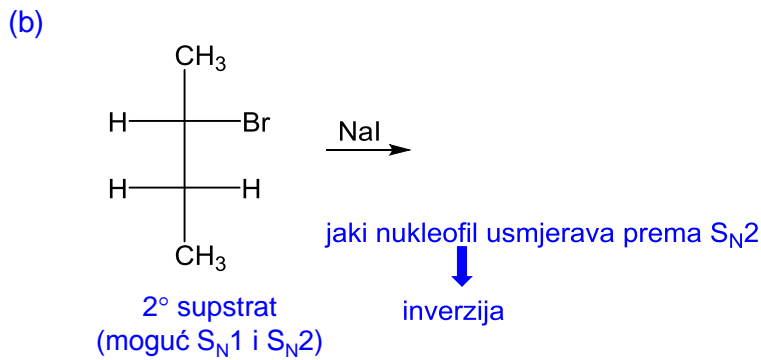 (b)
CH3
H Br
NaI
H H
CH3
jaki nukleofil usmjerava prema SN2
2° supstrat
(moguć SN1 i SN2)
inverzija